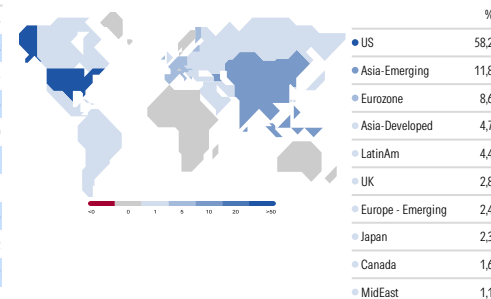 %
US 58,2
Asia-Emerging 11,8
Eurozone 8,6
Asia-Developed 4,7
LatinAm 4,4
UK 2,8
Europe - Emerging 2,4
Japan 2,3
Canada 1,6
MidEast 1,1
<0 0 1 5 10 20 >50